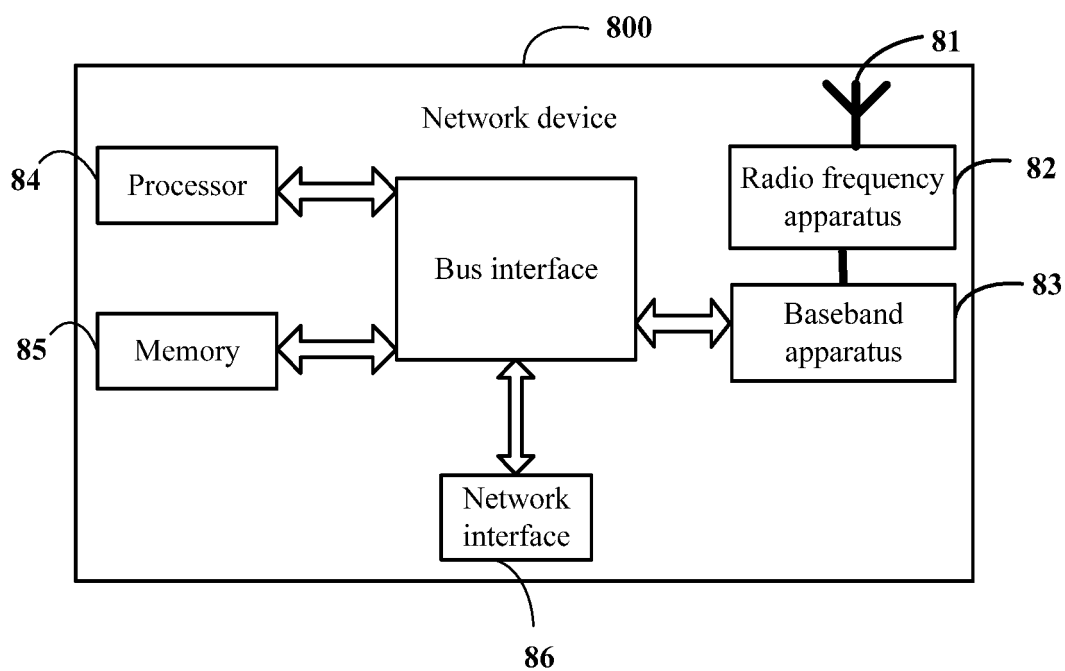 800
81
Network device
84
Processor
Radio frequency
apparatus
82
Bus interface
83
Baseband
apparatus
85
Memory
Network
interface
86